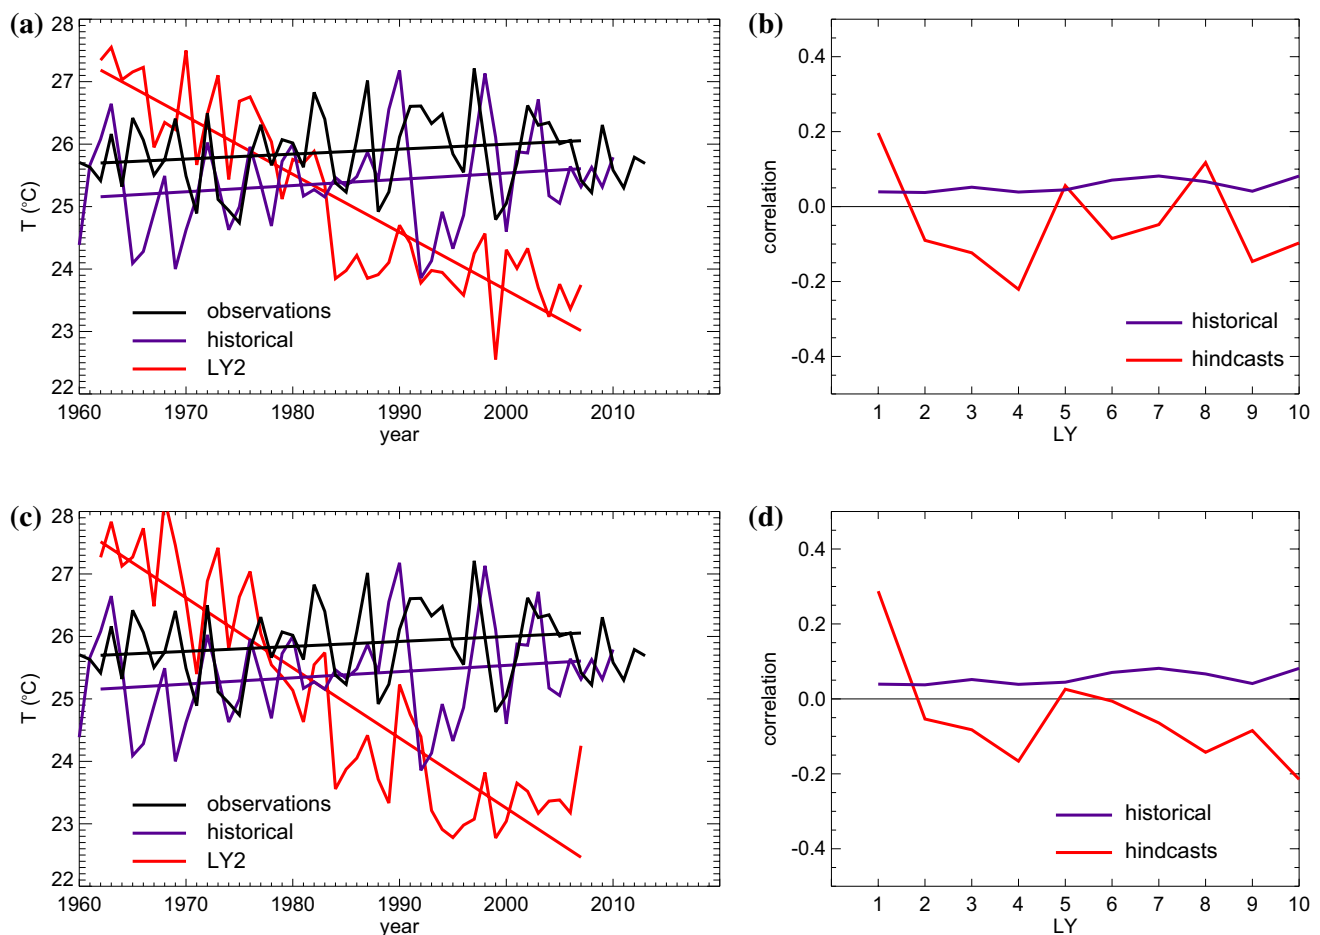 (a)
T (°C)
28
27
26
25
24
23
22
observations
historical
LY2
1960 1970 1980 1990 2000 2010
year
(b)
correlation
0.4
0.2
0.0
-0.2
-0.4
historical
hindcasts
1 2 3 4 5 6 7 8 9 10
LY
(c)
T (°C)
28
27
26
25
24
23
22
observations
historical
LY2
1960 1970 1980 1990 2000 2010
year
(d)
correlation
0.4
0.2
0.0
-0.2
-0.4
historical
hindcasts
1 2 3 4 5 6 7 8 9 10
LY